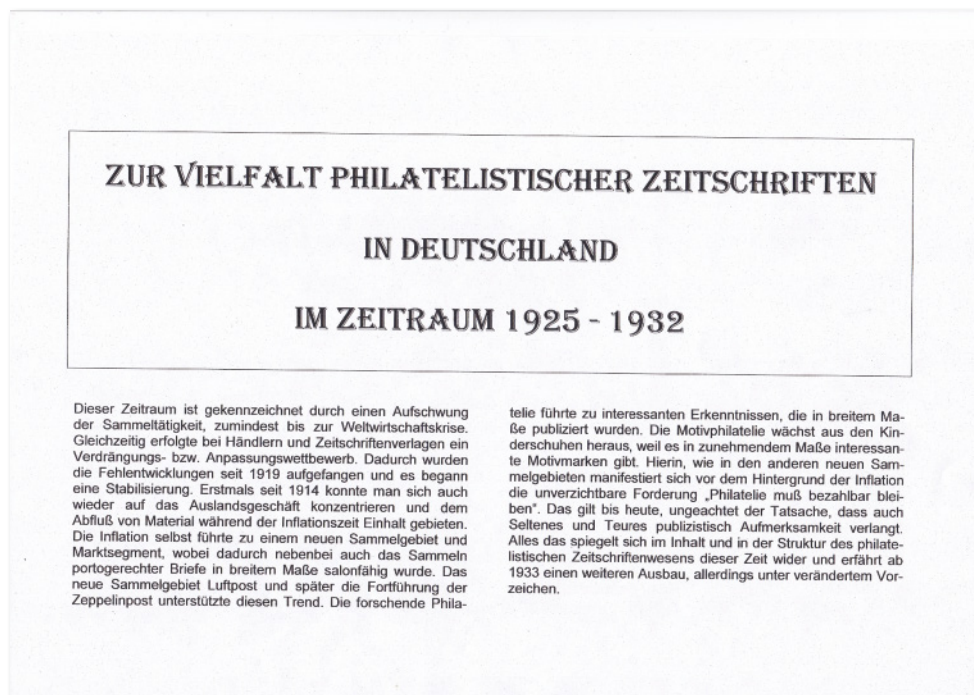 ZUR VIELFALT PHILATELISTISCHER ZEITSCHRIFTEN
IN DEUTSCHLAND
IM ZEITRAUM 1925 - 1932
Dieser Zeitraum ist gekennzeichnet durch einen Aufschwung
der Sammeltätigkeit, zumindest bis zur Weltwirtschaftskrise.
Gleichzeitig erfolgte bei Händlern und Zeitschriftenverlagen ein
Verdrängungs- bzw. Anpassungswettbewerb. Dadurch wurden
die Fehlentwicklungen seit 1919 aufgefangen und es begann
eine Stabilisierung. Erstmals seit 1914 konnte man sich auch
wieder auf das Auslandsgeschäft konzentrieren und dem
Abfluß von Material während der Inflationszeit Einhalt gebieten.
Die Inflation selbst führte zu einem neuen Sammelgebiet und
Marktsegment, wobei dadurch nebenbei auch das Sammeln
portogerechter Briefe in breitem Maße salonfähig wurde. Das
neue Sammelgebiet Luftpost und später die Fortführung der
Zeppelinpost unterstützte diesen Trend. Die forschende Phila-
telie führte zu interessanten Erkenntnissen, die in breitem Ma-
ße publiziert wurden. Die Motivphilatelie wächst aus den Kin-
derschuhen heraus, weil es in zunehmendem Maße interessan-
te Motivmarken gibt. Hierin, wie in den anderen neuen Sam-
melgebieten manifestiert sich vor dem Hintergrund der Inflation
die unverzichtbare Forderung „Philatelie muß bezahlbar blei-
ben“. Das gilt bis heute, ungeachtet der Tatsache, dass auch
Seltenes und Teures publizistisch Aufmerksamkeit verlangt.
Alles das spiegelt sich im Inhalt und in der Struktur des philate-
listischen Zeitschriftenwesens dieser Zeit wider und erfährt ab
1933 einen weiteren Ausbau, allerdings unter verändertem Vor-
zeichen.